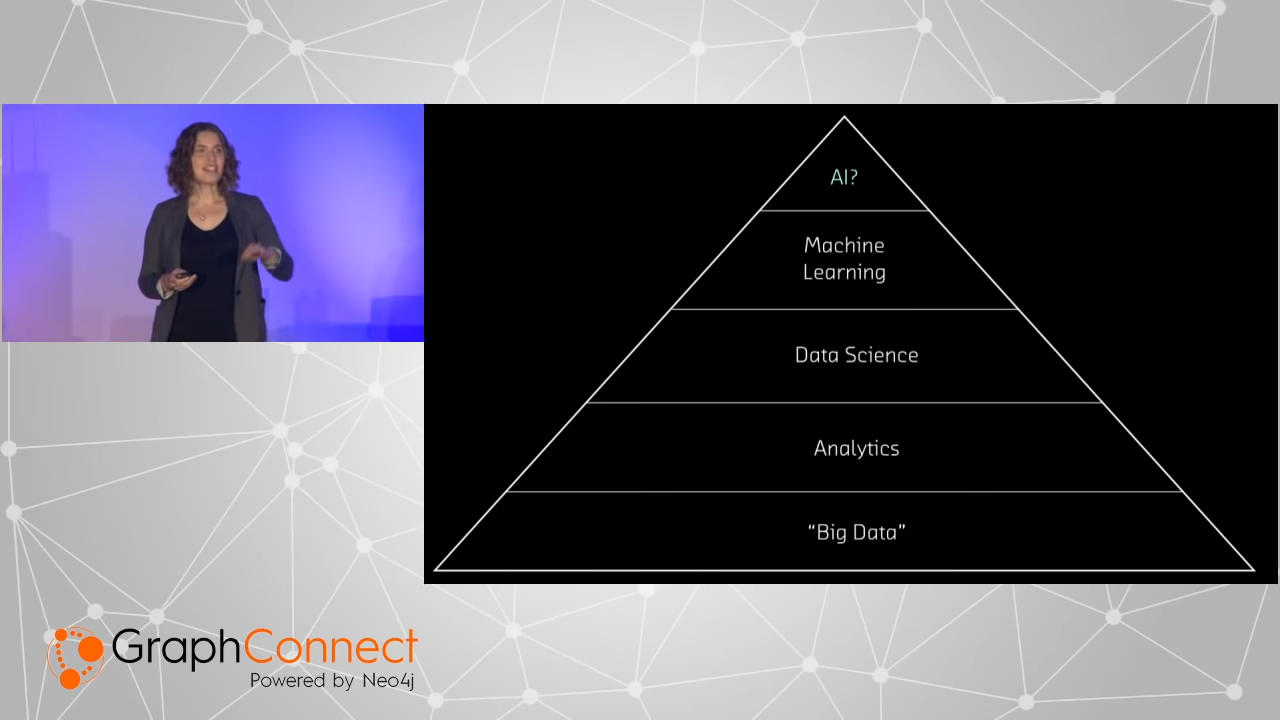 AI?
Machine
Learning
Data Science
Analytics
“Big Data”
GraphConnect
Powered by Neo4j